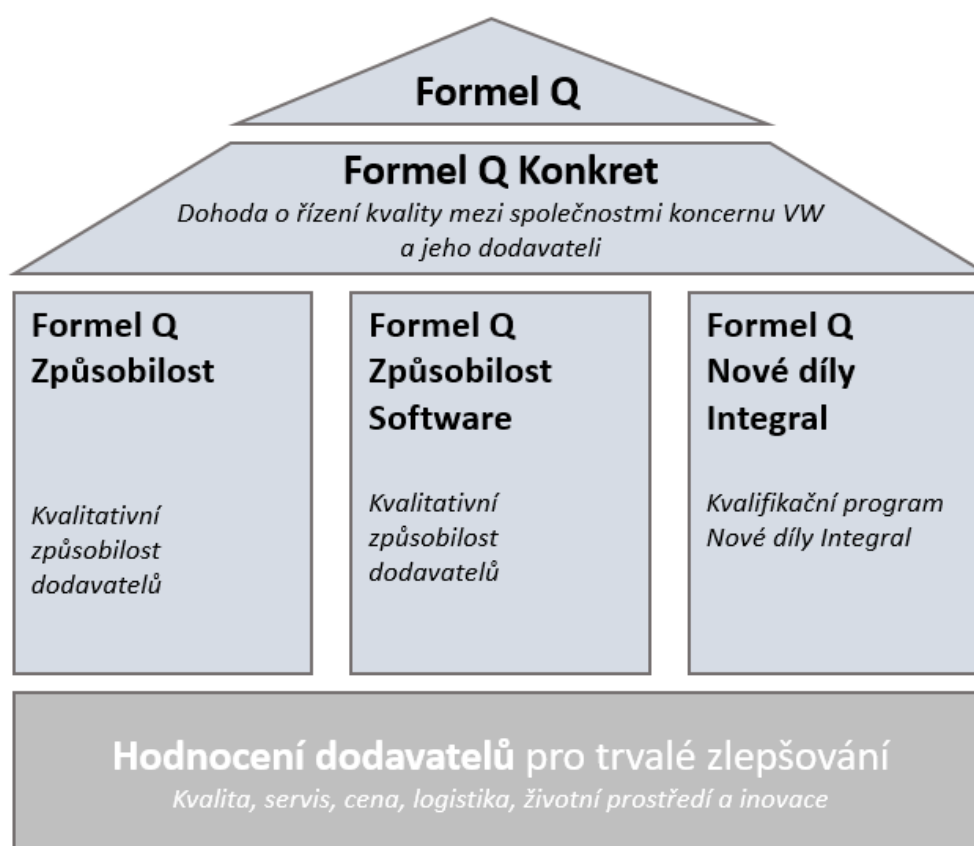 Formel Q
Formel Q Konkret
Dohoda o řízení kvality mezi společnostmi koncernu VW
a jeho dodavateli
Formel Q
Způsobilost
Kvalitativní
způsobilost
dodavatelů
Formel Q
Způsobilost
Software
Kvalitativní
způsobilost
dodavatelů
Formel Q
Nové díly
Integral
Kvalifikační program
Nové díly Integral
Hodnocení dodavatelů pro trvalé zlepšování
Kvalita, servis, cena, logistika, životní prostředí a inovace